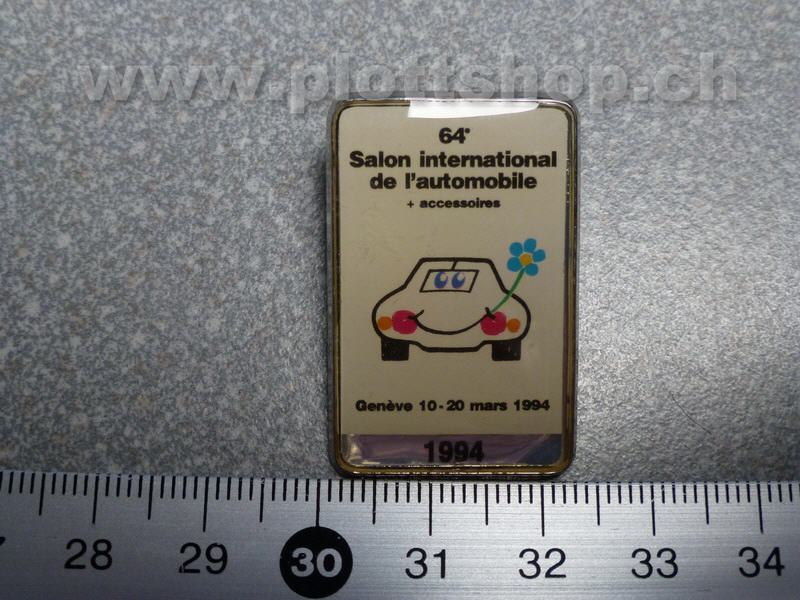 www.plottshop.ch
64e
Salon international
de l'automobile
+ accessoires
Genève 10-20 mars 1994
1994
28 29 30 31 32 33 34